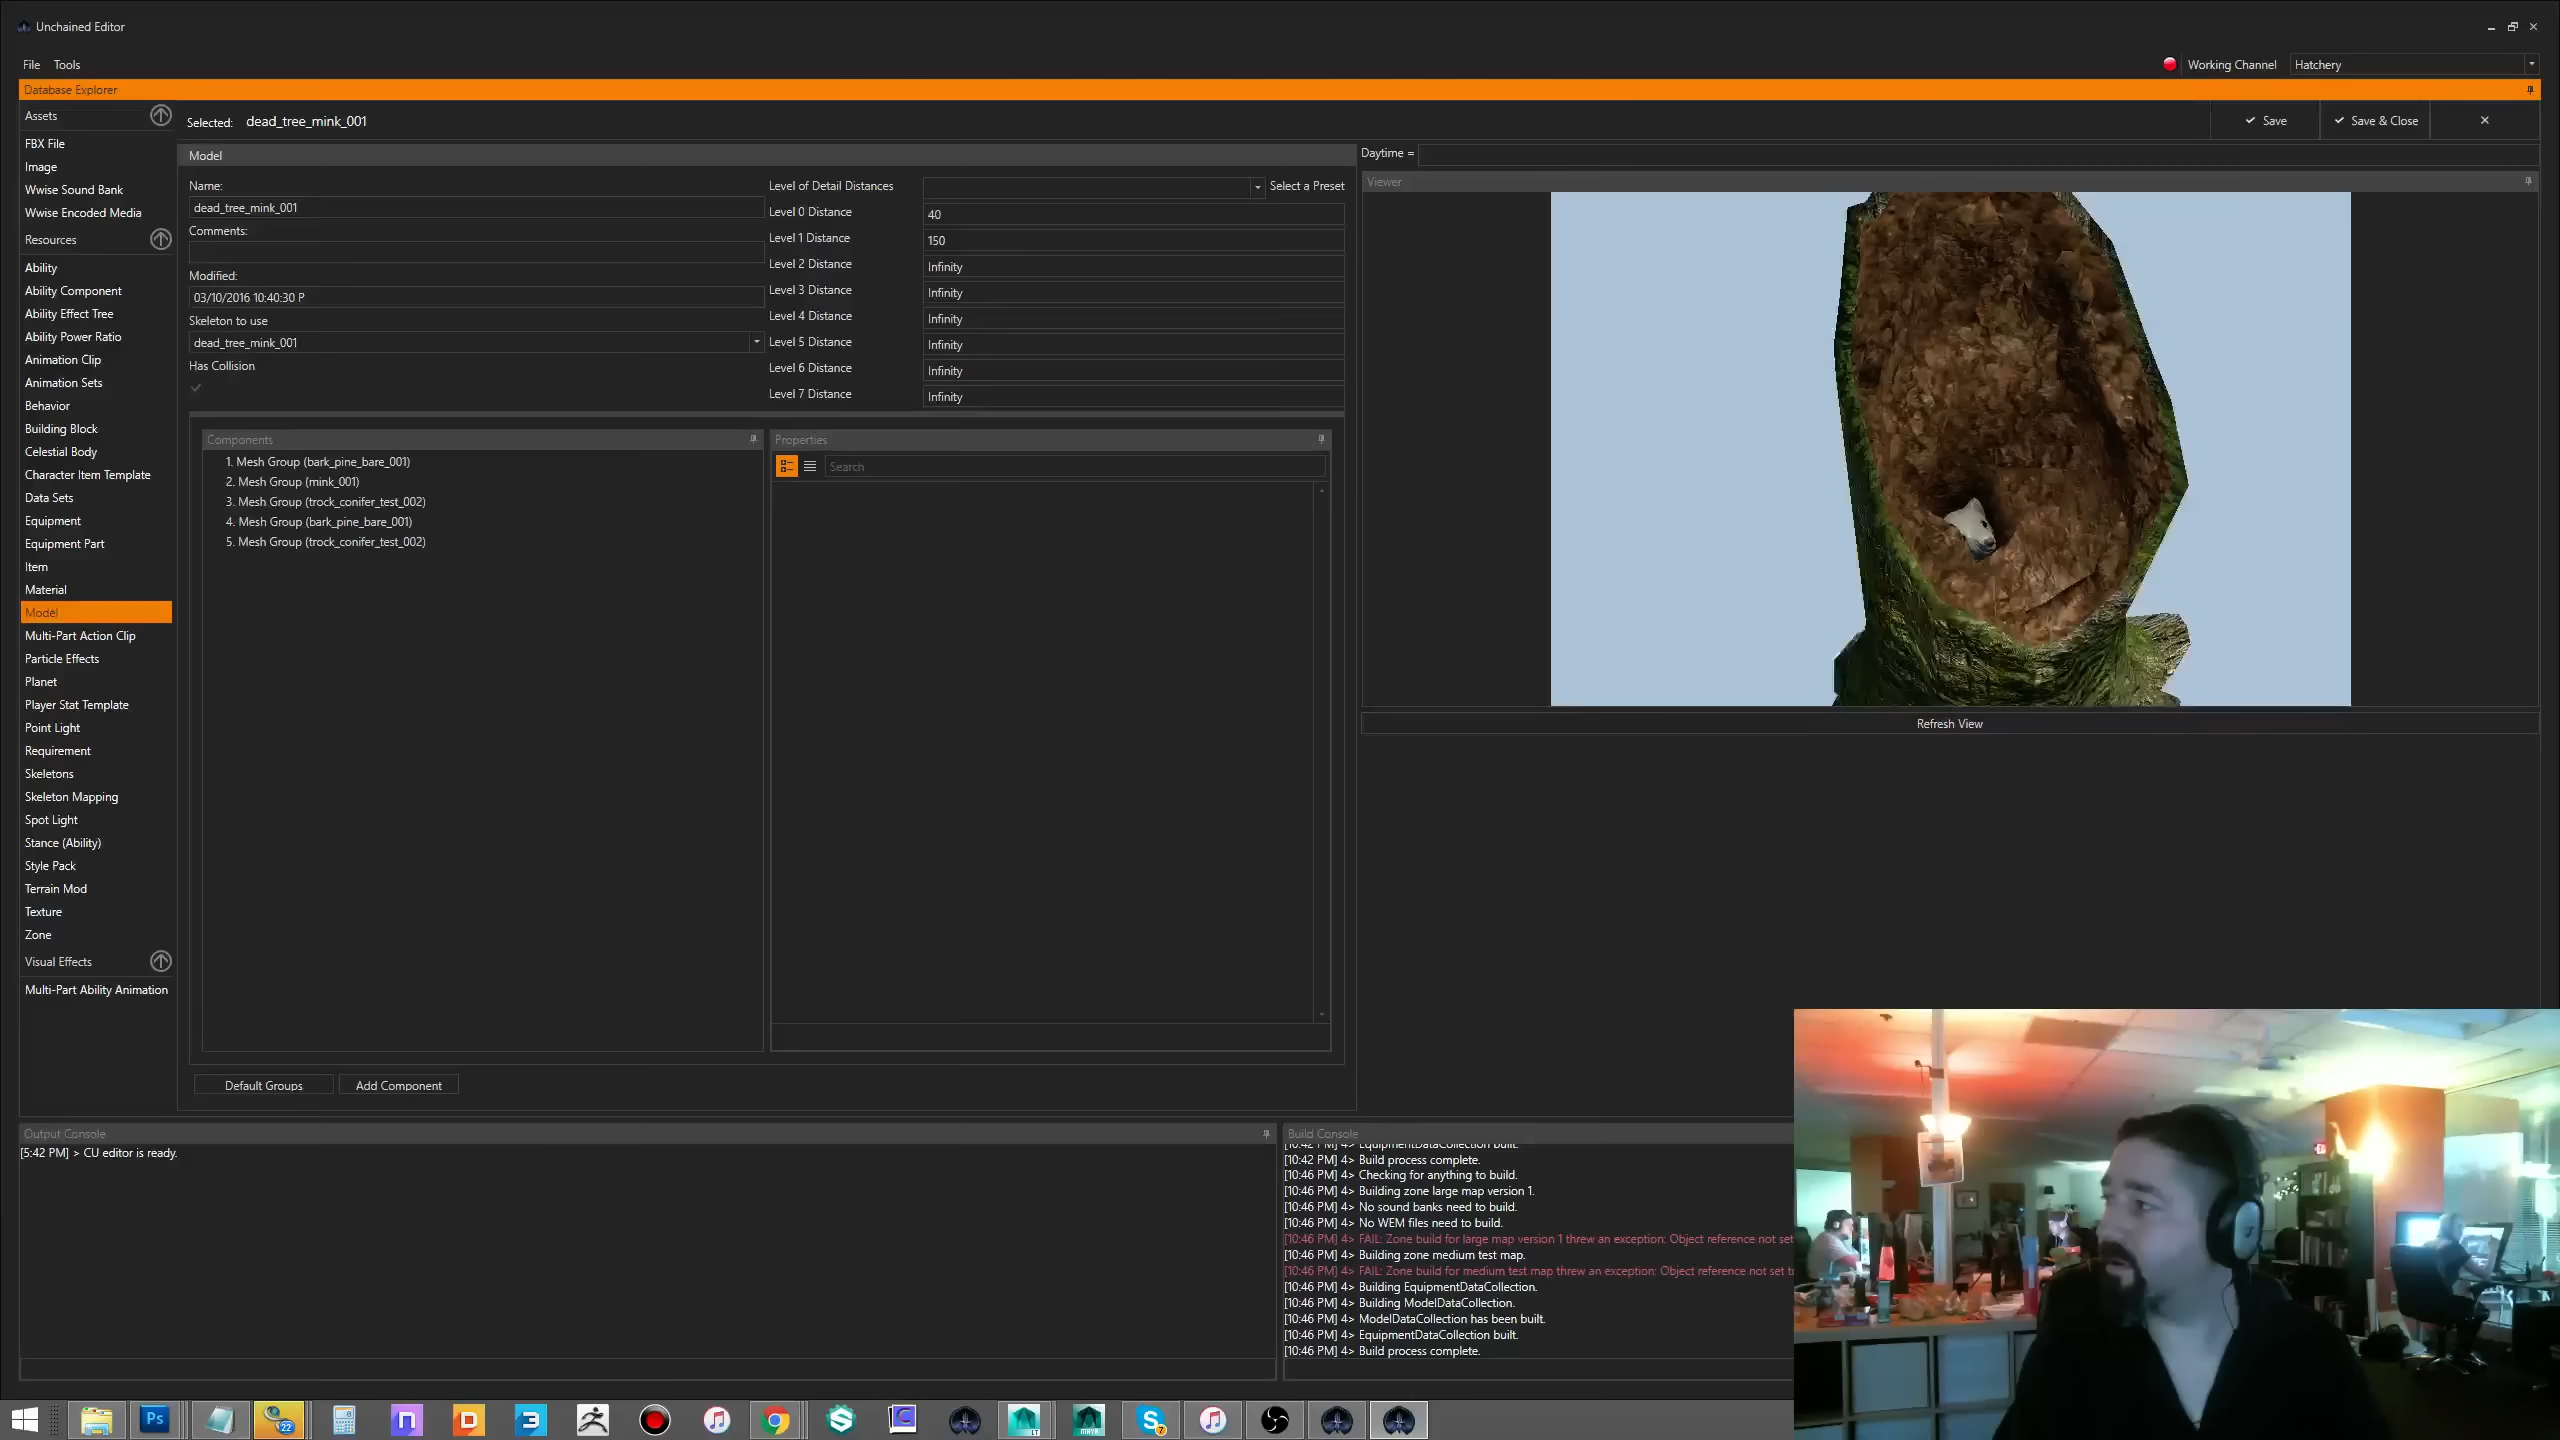 Unchained Editor
File Tools
Working Channel Hatchery
Database Explorer
Assets
FBX File
Image
Wwise Sound Bank
Wwise Encoded Media
Resources
Ability
Ability Component
Ability Effect Tree
Ability Power Ratio
Animation Clip
Animation Sets
Behavior
Building Block
Celestial Body
Character Item Template
Data Sets
Equipment
Equipment Part
Item
Material
Model
Multi-Part Action Clip
Particle Effects
Planet
Player Stat Template
Point Light
Requirement
Skeletons
Skeleton Mapping
Spot Light
Stance (Ability)
Style Pack
Terrain Mod
Texture
Zone
Visual Effects
Multi-Part Ability Animation
Selected: dead_tree_mink_001
Save
Save & Close
Model
Name:
dead_tree_mink_001
Comments:
Modified:
03/10/2016 10:40:30 P
Skeleton to use
dead_tree_mink_001
Has Collision
Level of Detail Distances Select a Preset
Level 0 Distance 40
Level 1 Distance 150
Level 2 Distance Infinity
Level 3 Distance Infinity
Level 4 Distance Infinity
Level 5 Distance Infinity
Level 6 Distance Infinity
Level 7 Distance Infinity
Components
1. Mesh Group (bark_pine_bare_001)
2. Mesh Group (mink_001)
3. Mesh Group (trock_conifer_test_002)
4. Mesh Group (bark_pine_bare_001)
5. Mesh Group (trock_conifer_test_002)
Properties
Search
Default Groups
Add Component
Daytime =
Viewer
Refresh View
Output Console
[5:42 PM] > CU editor is ready.
Build Console
[10:42 PM] 4> EquipmentDataCollection built.
[10:42 PM] 4> Build process complete.
[10:46 PM] 4> Checking for anything to build.
[10:46 PM] 4> Building zone large map version 1.
[10:46 PM] 4> No sound banks need to build.
[10:46 PM] 4> No WEM files need to build.
[10:46 PM] 4> FAIL: Zone build for large map version 1 threw an exception: Object reference not set
[10:46 PM] 4> Building zone medium test map.
[10:46 PM] 4> FAIL: Zone build for medium test map threw an exception: Object reference not set to
[10:46 PM] 4> Building EquipmentDataCollection.
[10:46 PM] 4> Building ModelDataCollection.
[10:46 PM] 4> ModelDataCollection has been built.
[10:46 PM] 4> EquipmentDataCollection built.
[10:46 PM] 4> Build process complete.
Ps
22
3
LT
MAYA
S
7